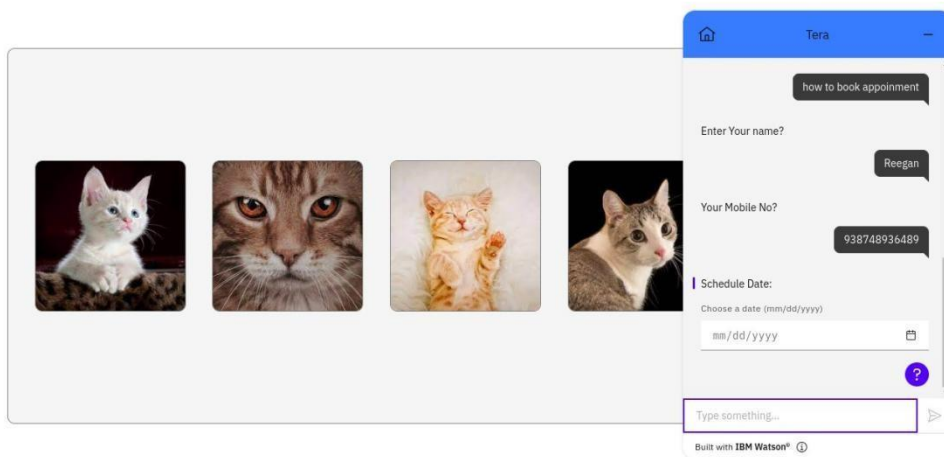 Tera
how to book appoinment
Enter Your name?
Reegan
Your Mobile No?
938748936489
Schedule Date:
Choose a date (mm/dd/yyyy)
mm/dd/yyyy
?
Type something...
Built with IBM Watson®